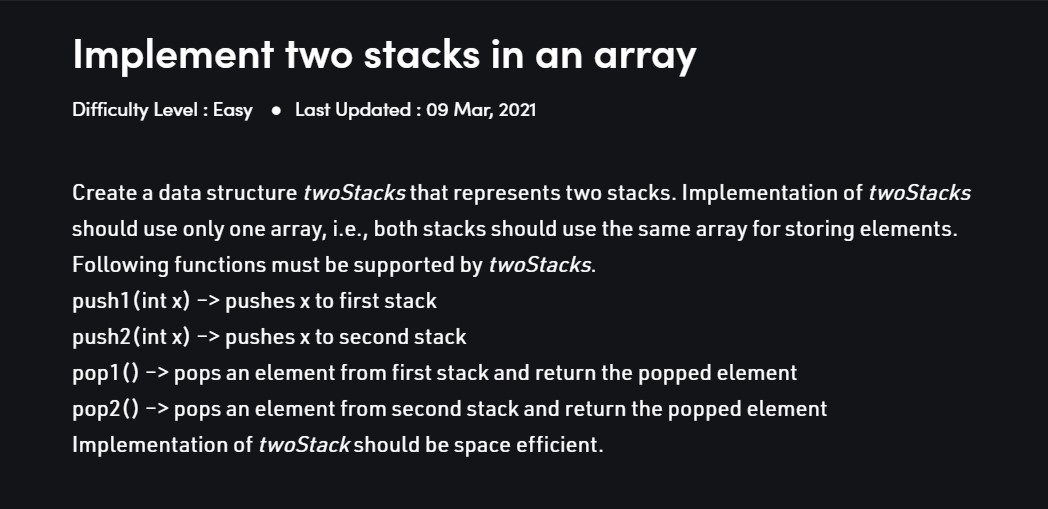 Implement two stacks in an array
Difficulty Level : Easy ● Last Updated : 09 Mar, 2021
Create a data structure twoStacks that represents two stacks. Implementation of twoStacks
should use only one array, i.e., both stacks should use the same array for storing elements.
Following functions must be supported by twoStacks.
push1(int x) –> pushes x to first stack
push2(int x) –> pushes x to second stack
pop1() –> pops an element from first stack and return the popped element
pop2() –> pops an element from second stack and return the popped element
Implementation of twoStack should be space efficient.